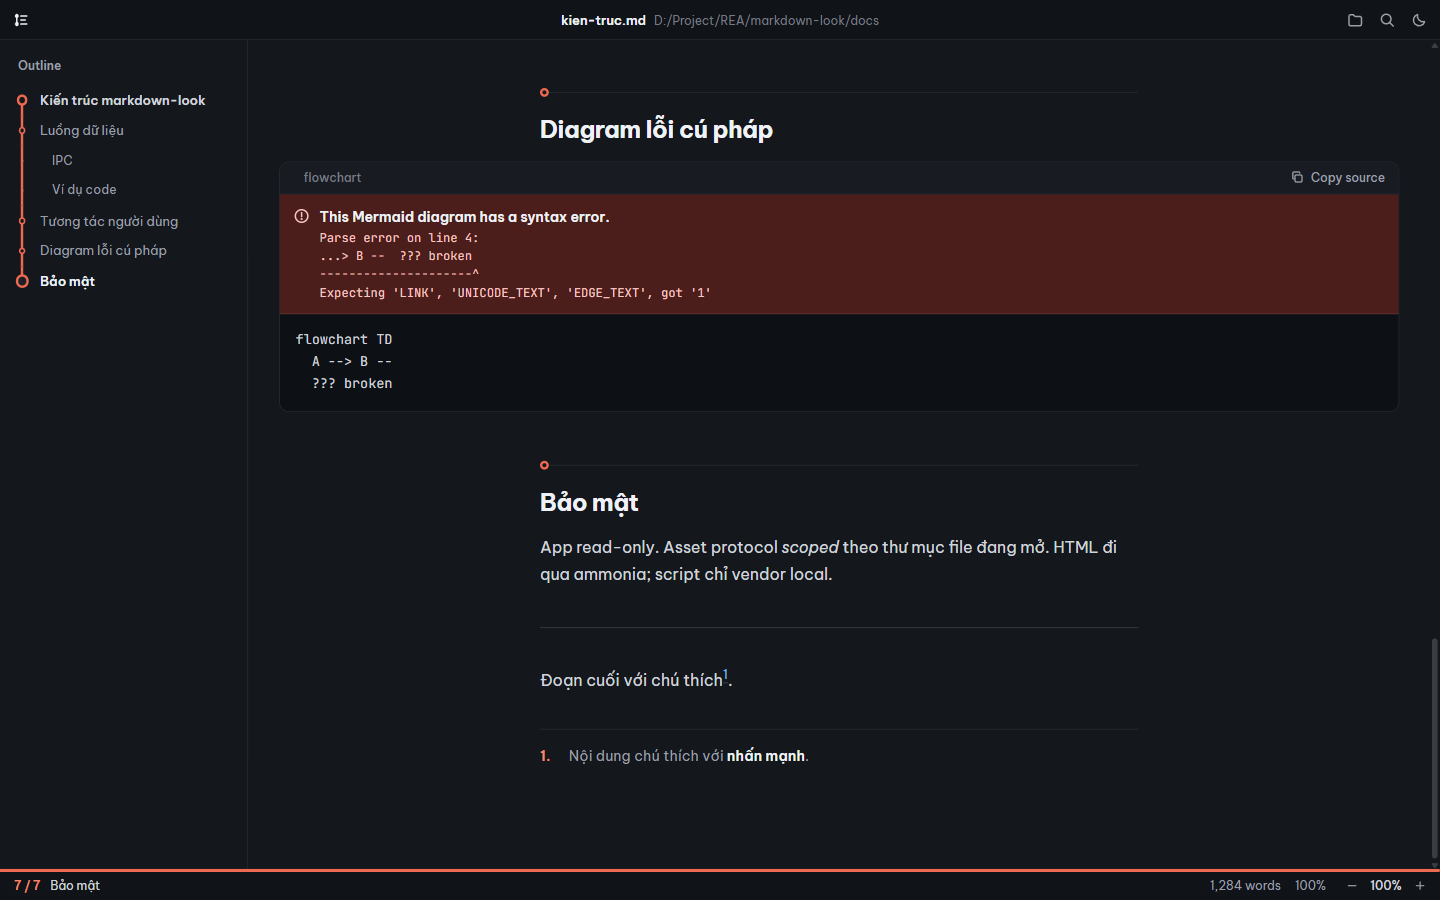 kien-truc.md D:/Project/REA/markdown-look/docs
Outline
Kiến trúc markdown-look
Luồng dữ liệu
IPC
Ví dụ code
Tương tác người dùng
Diagram lỗi cú pháp
Bảo mật
Diagram lỗi cú pháp
flowchart
Copy source
This Mermaid diagram has a syntax error.
Parse error on line 4:
...> B --  ??? broken
---------------------^
Expecting 'LINK', 'UNICODE_TEXT', 'EDGE_TEXT', got '1'
flowchart TD
  A --> B --
  ??? broken
Bảo mật
App read-only. Asset protocol scoped theo thư mục file đang mở. HTML đi
qua ammonia; script chỉ vendor local.
Đoạn cuối với chú thích1.
1. Nội dung chú thích với nhấn mạnh.
7 / 7 Bảo mật
1,284 words 100% − 100% +